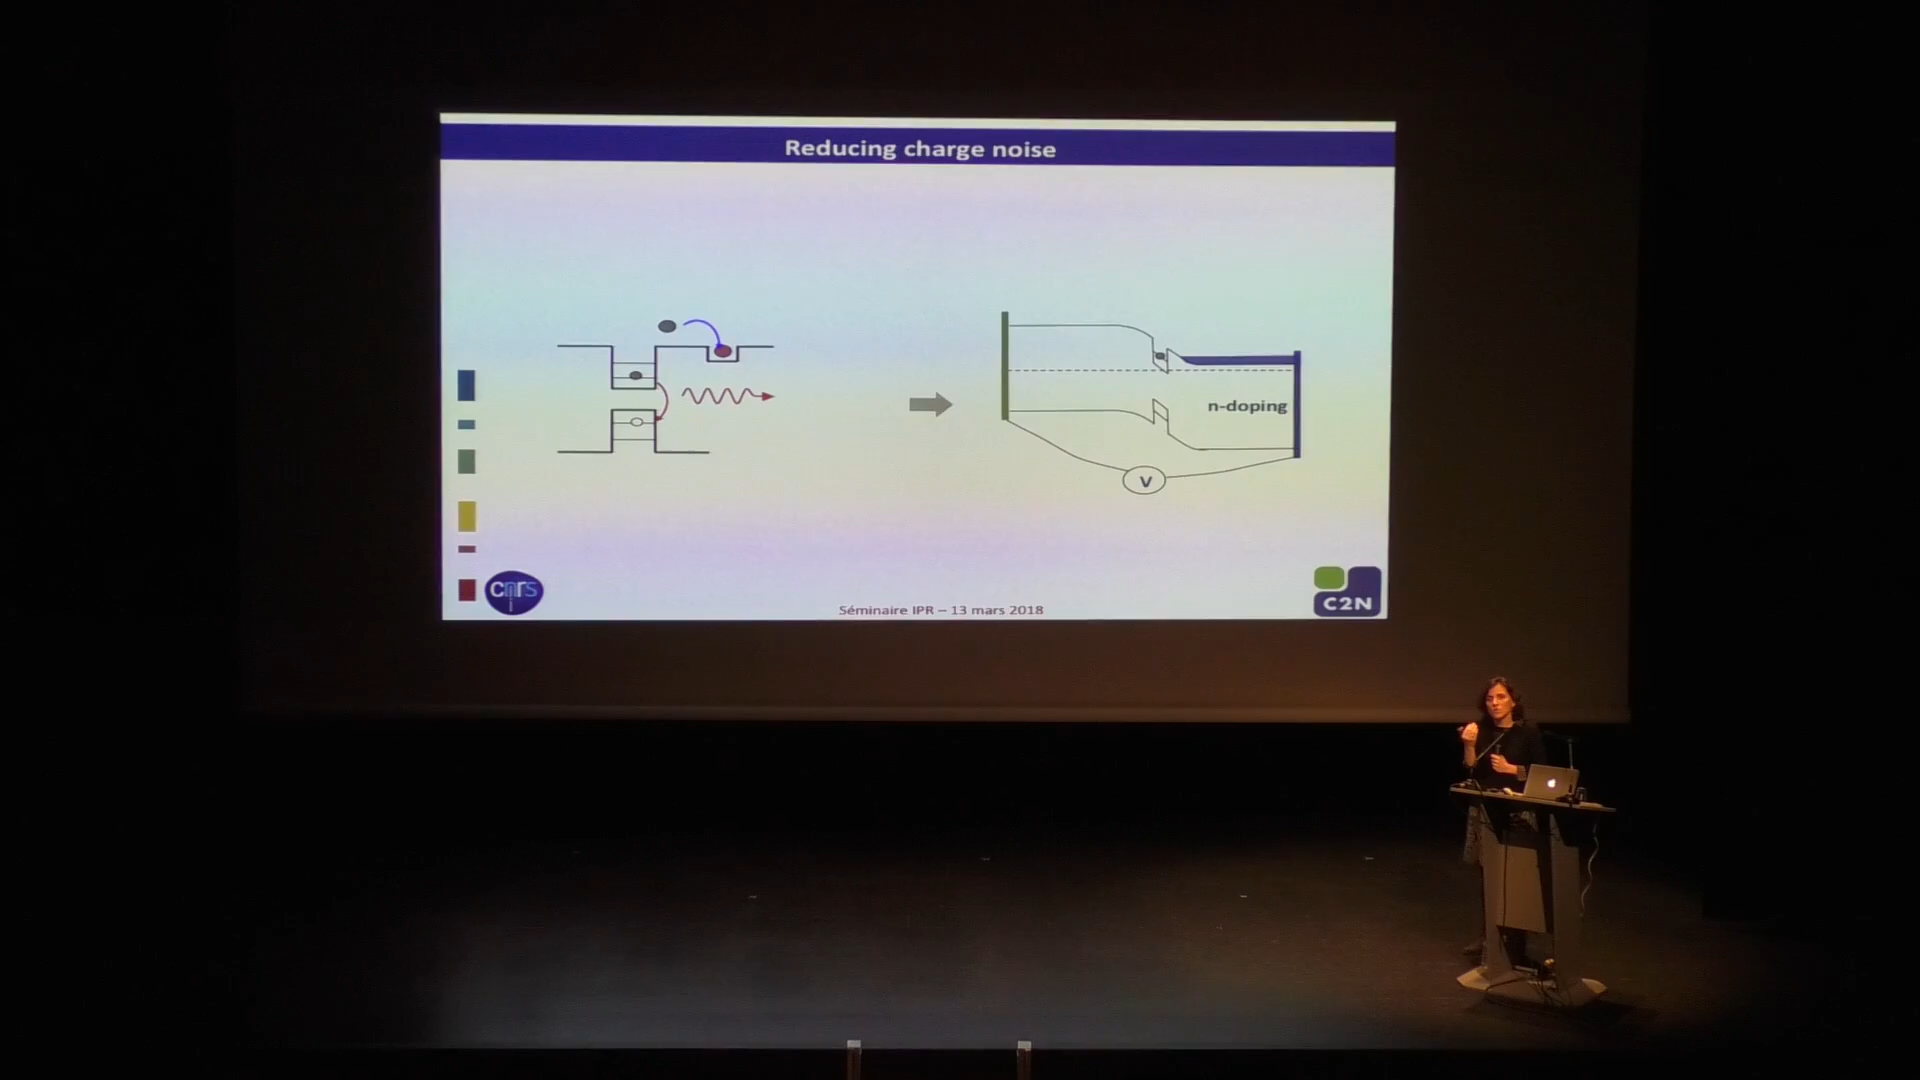 Reducing charge noise
n-doping
V
cnrs
Séminaire IPR – 13 mars 2018
C2N